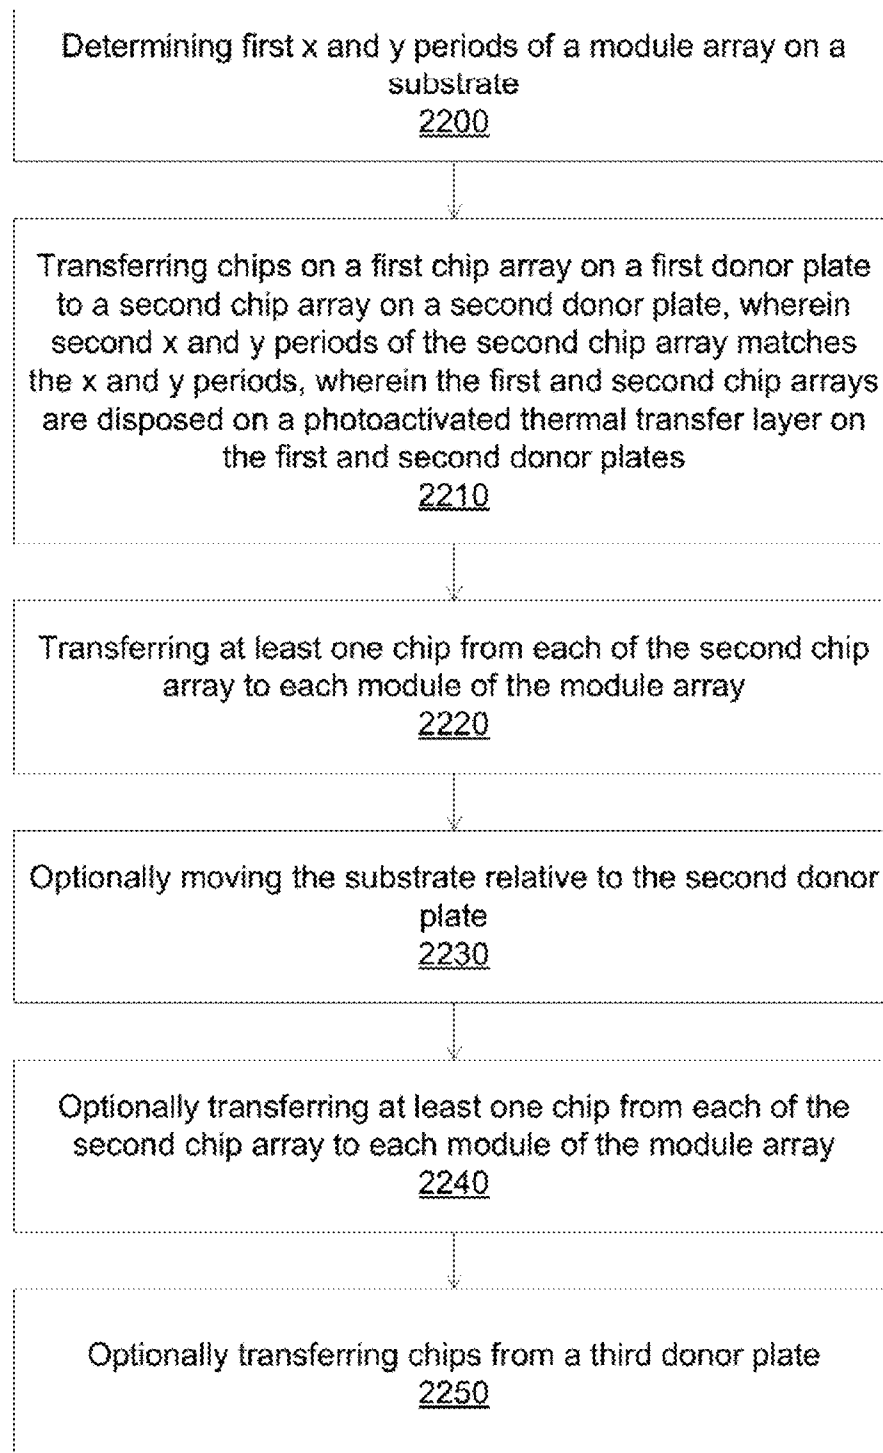 Determining first x and y periods of a module array on a
substrate
2200
Transferring chips on a first chip array on a first donor plate
to a second chip array on a second donor plate, wherein
second x and y periods of the second chip array matches
the x and y periods, wherein the first and second chip arrays
are disposed on a photoactivated thermal transfer layer on
the first and second donor plates
2210
Transferring at least one chip from each of the second chip
array to each module of the module array
2220
Optionally moving the substrate relative to the second donor
plate
2230
Optionally transferring at least one chip from each of the
second chip array to each module of the module array
2240
Optionally transferring chips from a third donor plate
2250